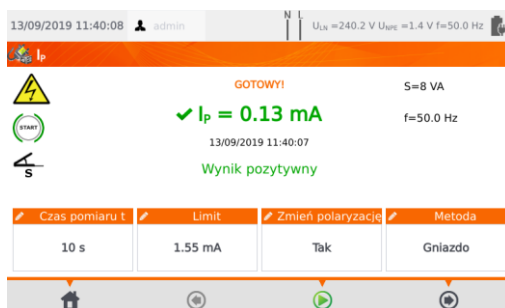 13/09/2019 11:40:08 admin N L U_LN =240.2 V U_NPE =1.4 V f=50.0 Hz
I_P
GOTOWY!
S=8 VA
✔ I_P = 0.13 mA
f=50.0 Hz
START
13/09/2019 11:40:07
S
Wynik pozytywny
Czas pomiaru t Limit Zmień polaryzację Metoda
10 s 1.55 mA Tak Gniazdo